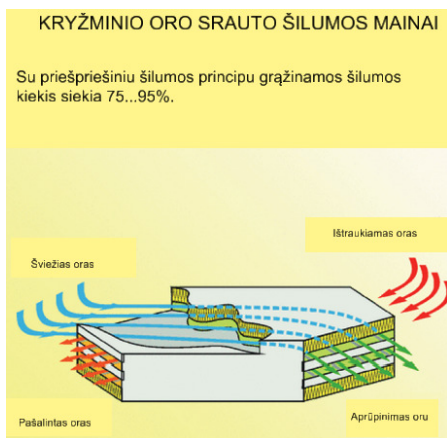 KRYŽMINIO ORO SRAUTO ŠILUMOS MAINAI
Su priešpriešiniu šilumos principu grąžinamos šilumos
kiekis siekia 75...95%.
Ištraukiamas oras
Šviežias oras
Pašalintas oras
Aprūpinimas oru